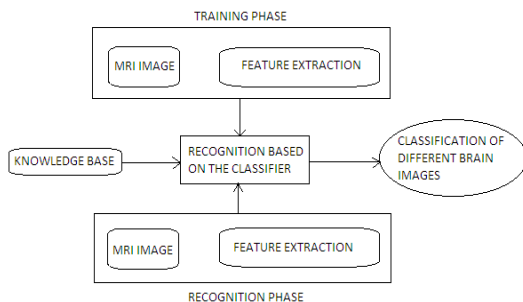 TRAINING PHASE
MRI IMAGE
FEATURE EXTRACTION
KNOWLEDGE BASE
RECOGNITION BASED
ON THE CLASSIFIER
CLASSIFICATION OF
DIFFERENT BRAIN
IMAGES
MRI IMAGE
FEATURE EXTRACTION
RECOGNITION PHASE